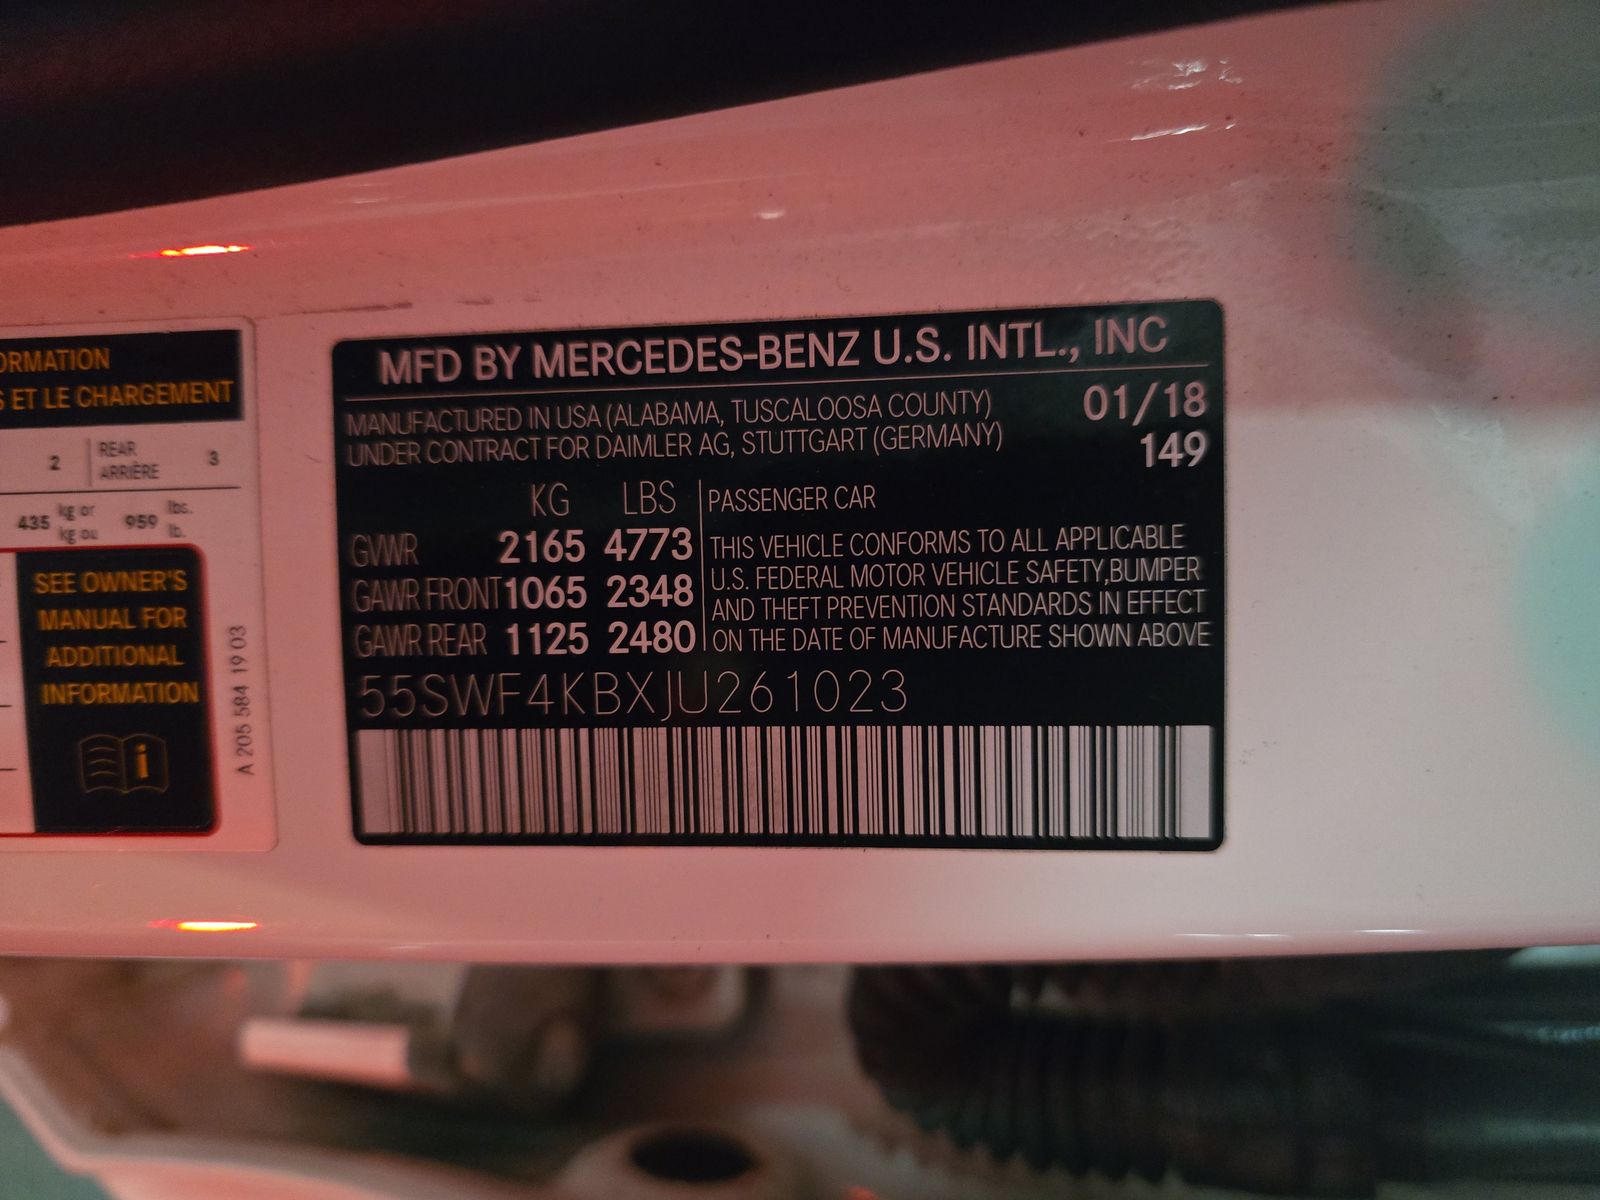 ORMATION
S ET LE CHARGEMENT
2 REAR ARRIÈRE 3
435 kg or kg ou 959 lbs. lb.
SEE OWNER'S
MANUAL FOR
ADDITIONAL
INFORMATION
i
A 205 584 19 03
MFD BY MERCEDES-BENZ U.S. INTL., INC
MANUFACTURED IN USA (ALABAMA, TUSCALOOSA COUNTY) 01/18
UNDER CONTRACT FOR DAIMLER AG, STUTTGART (GERMANY) 149
KG LBS PASSENGER CAR
GVWR 2165 4773 THIS VEHICLE CONFORMS TO ALL APPLICABLE
U.S. FEDERAL MOTOR VEHICLE SAFETY,BUMPER
GAWR FRONT 1065 2348 AND THEFT PREVENTION STANDARDS IN EFFECT
GAWR REAR 1125 2480 ON THE DATE OF MANUFACTURE SHOWN ABOVE
55SWF4KBXJU261023